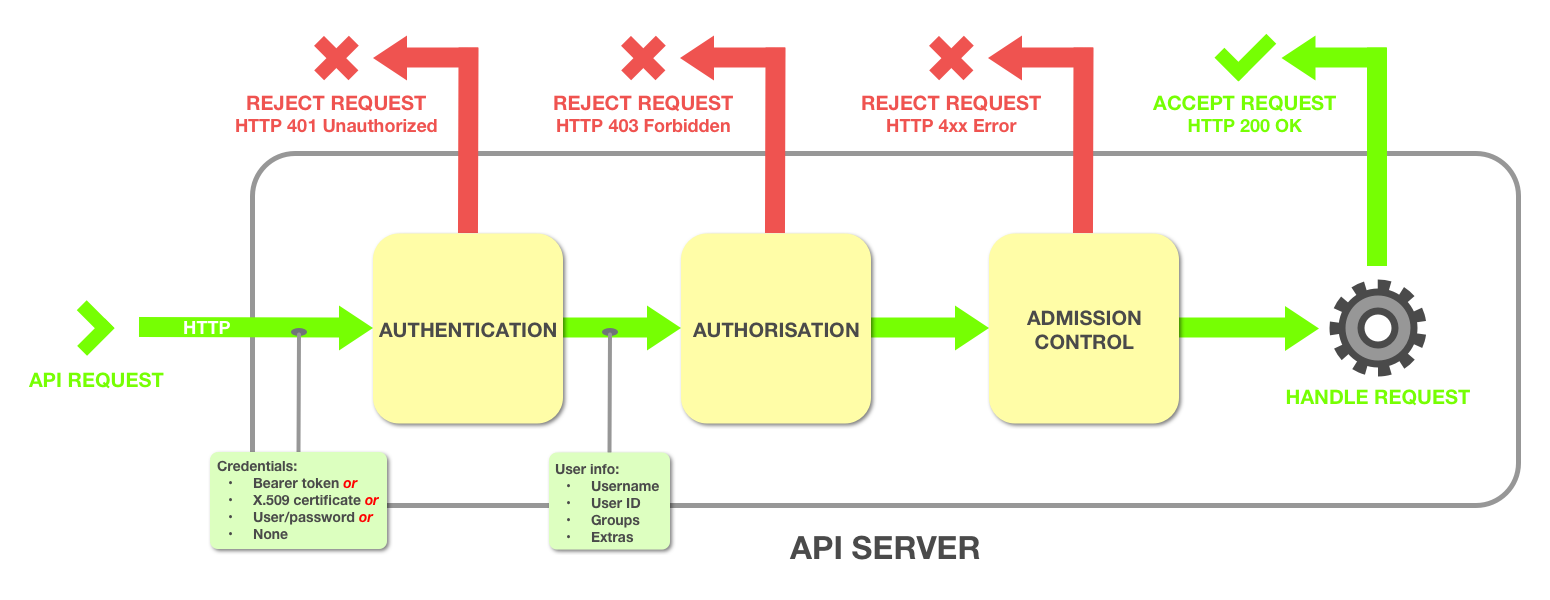 REJECT REQUEST
HTTP 401 Unauthorized
REJECT REQUEST
HTTP 403 Forbidden
REJECT REQUEST
HTTP 4xx Error
ACCEPT REQUEST
HTTP 200 OK
HTTP
API REQUEST
AUTHENTICATION
AUTHORISATION
ADMISSION
CONTROL
HANDLE REQUEST
Credentials:
• Bearer token or
• X.509 certificate or
• User/password or
• None
User info:
• Username
• User ID
• Groups
• Extras
API SERVER